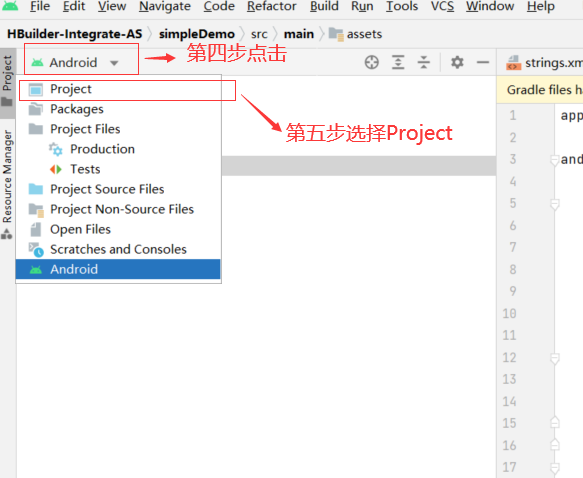 File Edit View Navigate Code Refactor Build Run Tools VCS Window Help
HBuilder-Integrate-AS simpleDemo src main assets
Android
第四步点击
strings.xm
Project
Gradle files ha
Packages
Project Files
Production
Tests
Project Source Files
Project Non-Source Files
Open Files
Scratches and Consoles
Android
第五步选择Project
Project
Resource Manager
1 app
2
3 and
4
5
6
7
8
9
10
11
12
13
14
15
16
17